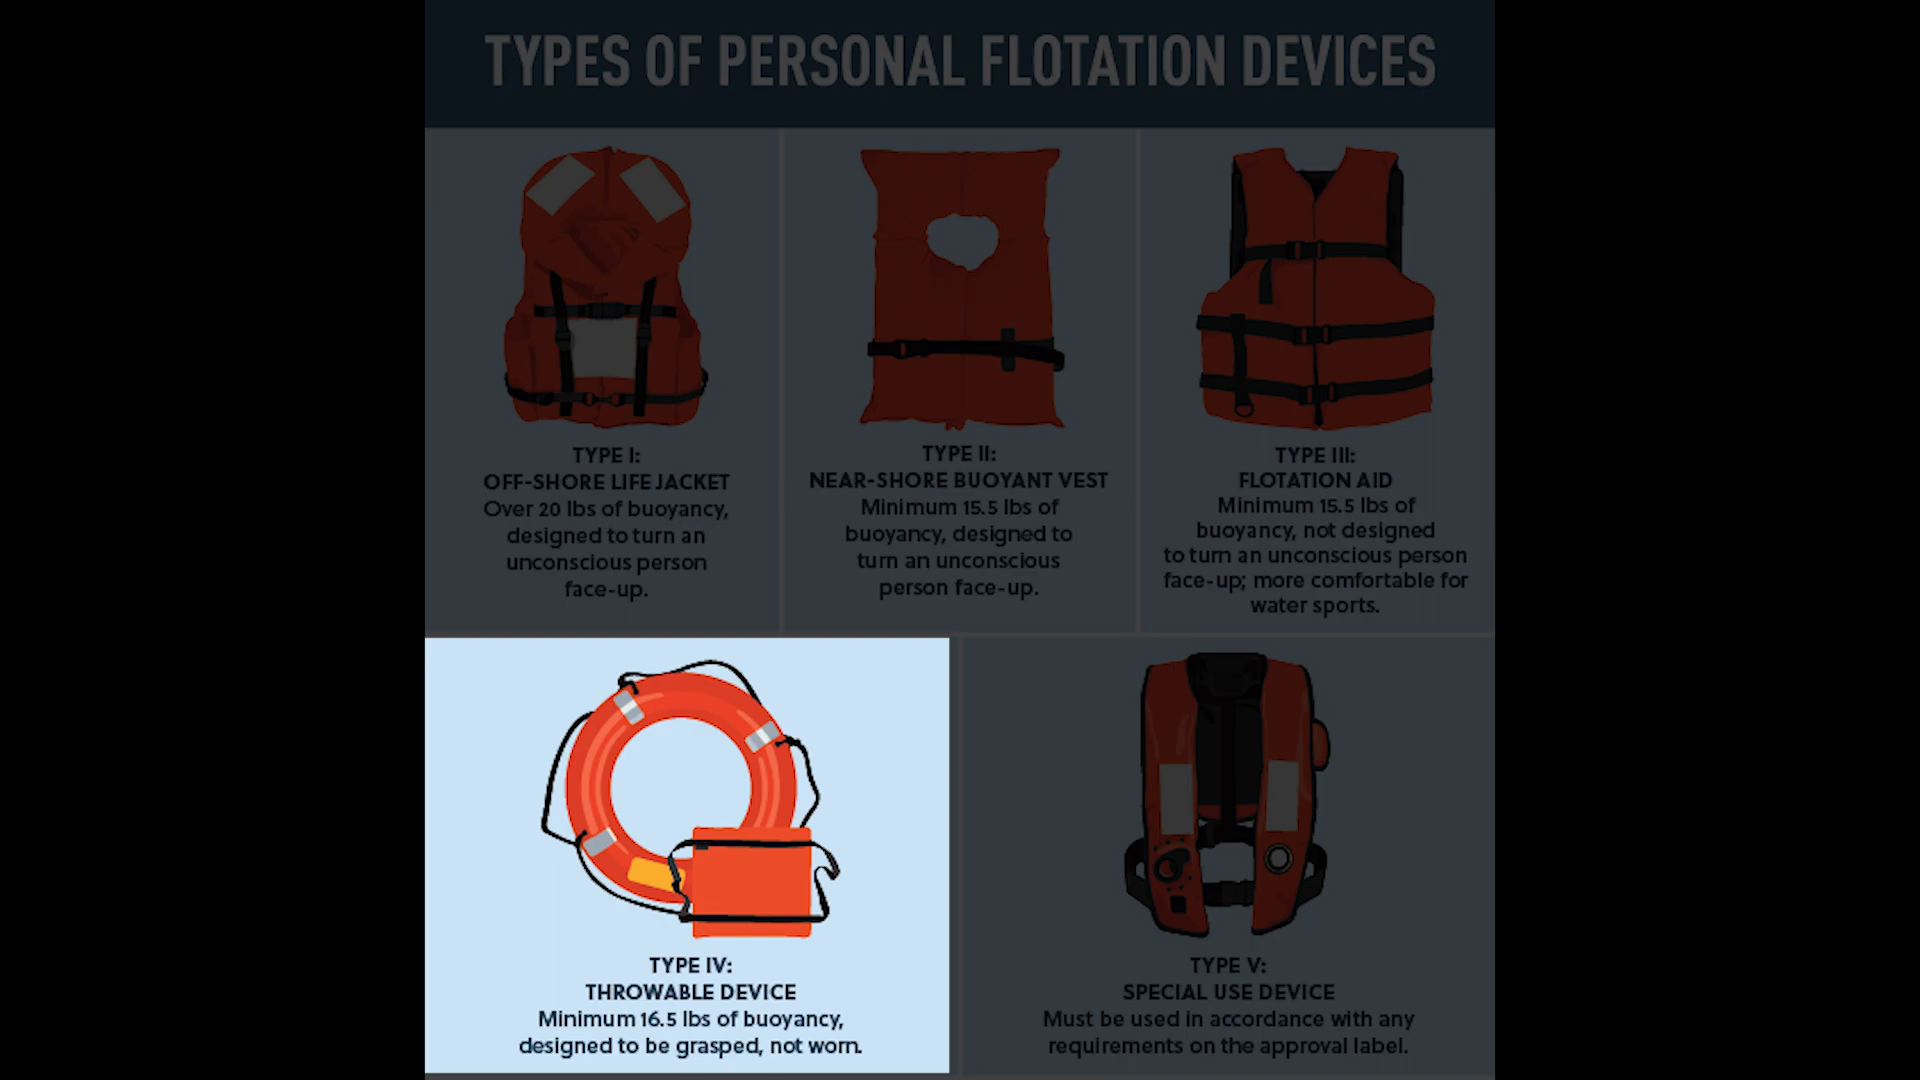 TYPES OF PERSONAL FLOTATION DEVICES
TYPE I:
OFF-SHORE LIFE JACKET
Over 20 lbs of buoyancy,
designed to turn an
unconscious person
face-up.
TYPE II:
NEAR-SHORE BUOYANT VEST
Minimum 15.5 lbs of
buoyancy, designed to
turn an unconscious
person face-up.
TYPE III:
FLOTATION AID
Minimum 15.5 lbs of
buoyancy, not designed
to turn an unconscious person
face-up; more comfortable for
water sports.
TYPE IV:
THROWABLE DEVICE
Minimum 16.5 lbs of buoyancy,
designed to be grasped, not worn.
TYPE V:
SPECIAL USE DEVICE
Must be used in accordance with any
requirements on the approval label.